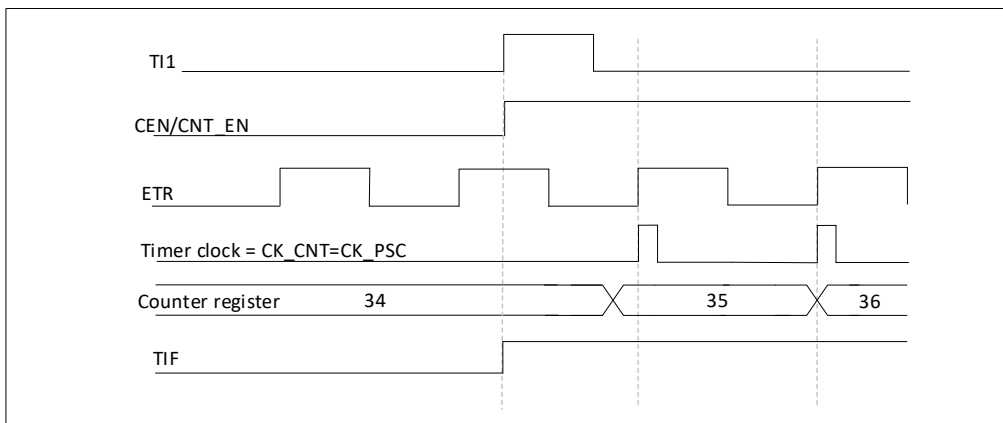 TI1
CEN/CNT_EN
ETR
Timer clock = CK_CNT=CK_PSC
Counter register 34 35 36
TIF